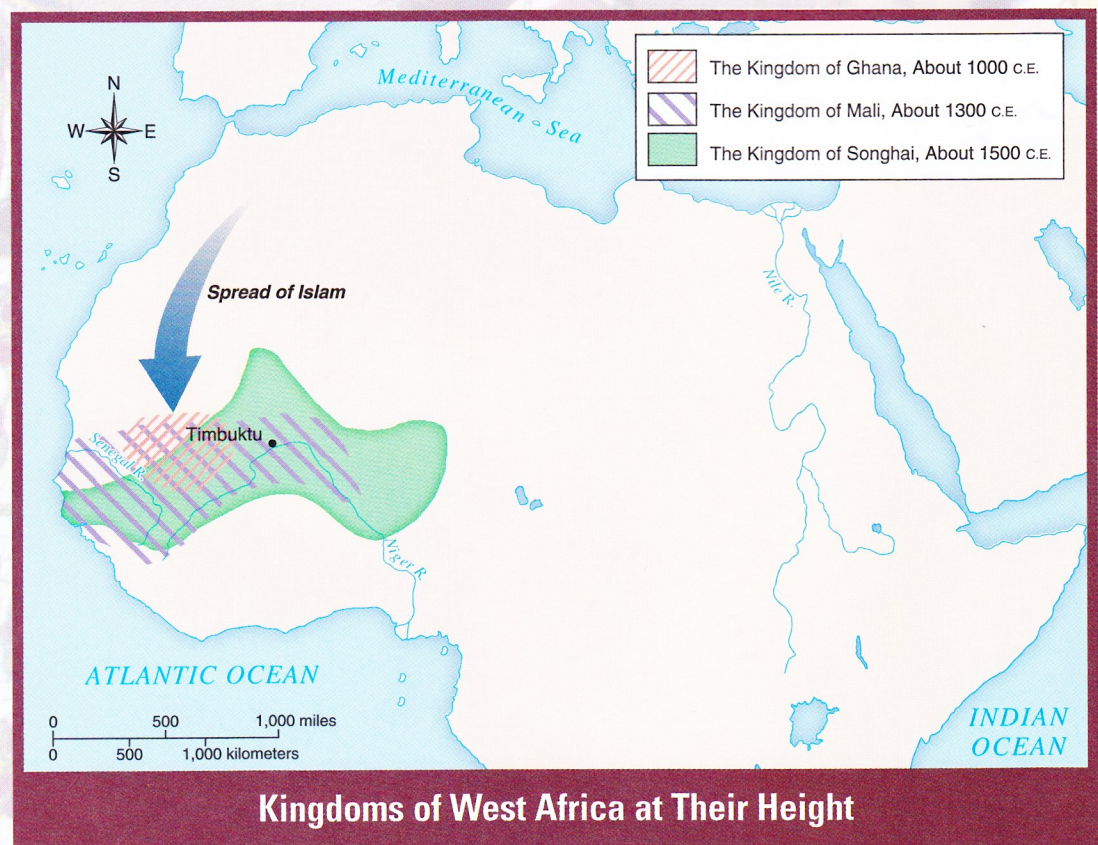 The Kingdom of Ghana, About 1000 C.E.
The Kingdom of Mali, About 1300 C.E.
The Kingdom of Songhai, About 1500 C.E.
N
W E
S
Mediterranean Sea
Spread of Islam
Nile R.
Timbuktu
Senegal R.
Niger R.
ATLANTIC OCEAN
0 500 1,000 miles
0 500 1,000 kilometers
INDIAN
OCEAN
Kingdoms of West Africa at Their Height